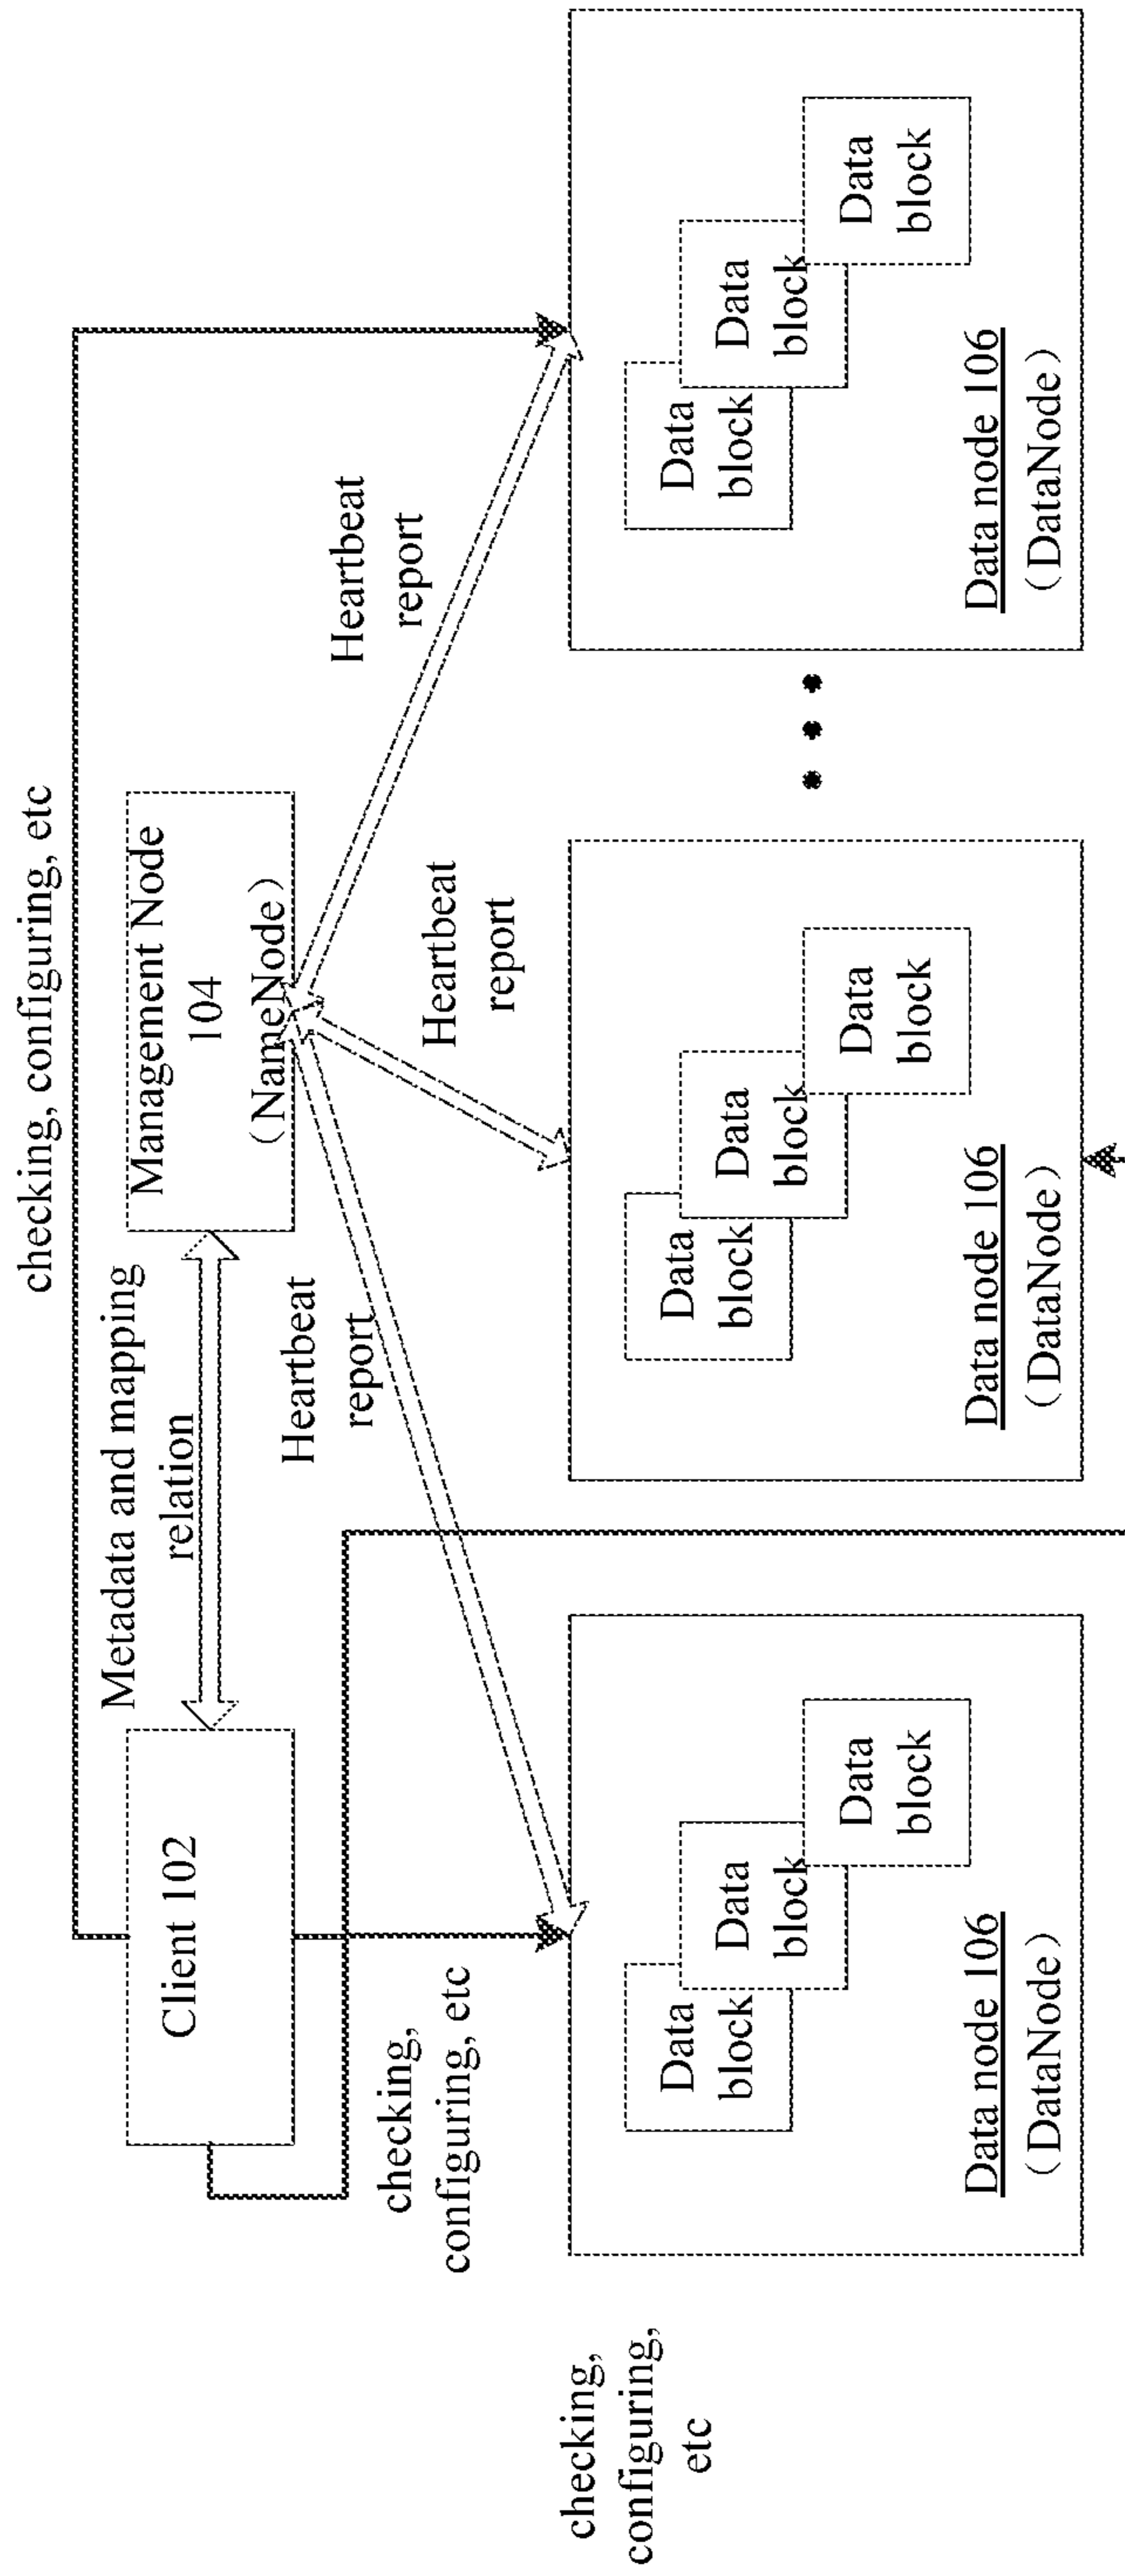 checking, configuring, etc
Client 102
Metadata and mapping
relation
Management Node
104
（NameNode）
Heartbeat
report
Heartbeat
report
Heartbeat
report
checking,
configuring, etc
checking,
configuring,
etc
Data
block
Data
block
Data
block
Data node 106
（DataNode）
Data
block
Data
block
Data
block
Data node 106
（DataNode）
Data
block
Data
block
Data
block
Data node 106
（DataNode）